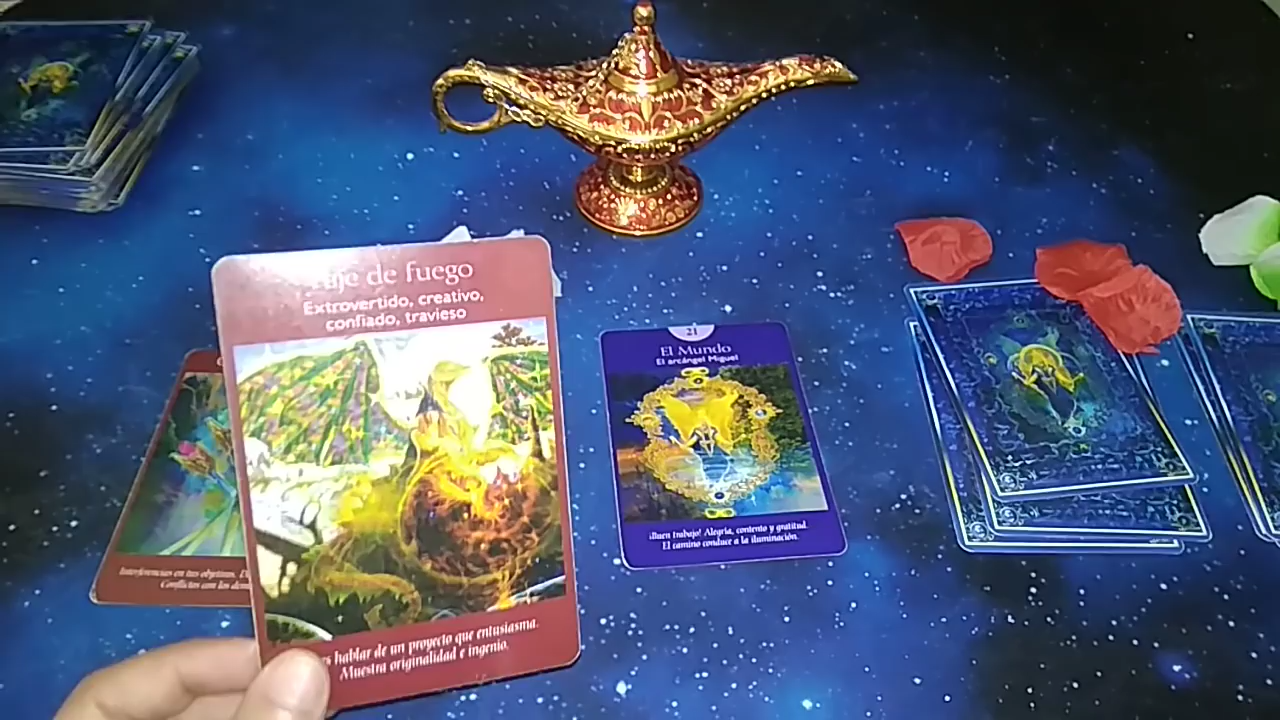 de fuego
Extrovertido, creativo,
confiado, travieso
hablar de un proyecto que entusiasma.
Muestra originalidad e ingenio.
21
El Mundo
El arcángel Miguel
¡Buen trabajo! Alegría, contento y gratitud.
El camino conduce a la iluminación.
Interferencias en tus objetivos.
Conflictos con los